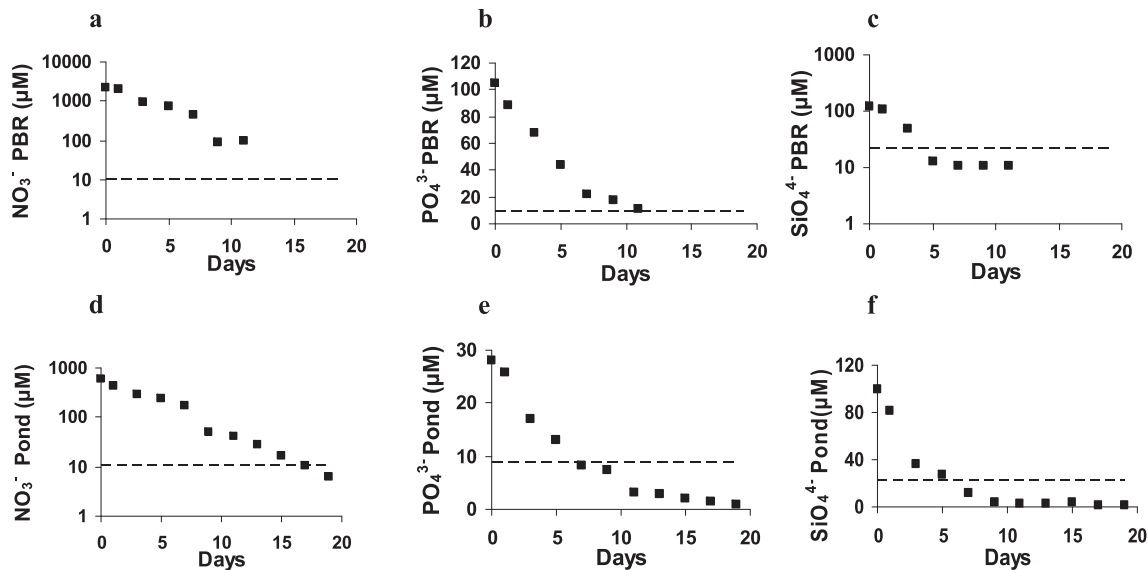 a
NO₃⁻ PBR (µM)
10000
1000
100
10
1
0 5 10 15 20
Days
b
PO₄³⁻ PBR (µM)
120
100
80
60
40
20
0
0 5 10 15 20
Days
c
SiO₄⁴⁻ PBR (µM)
1000
100
10
1
0 5 10 15 20
Days
d
NO₃⁻ Pond (µM)
1000
100
10
1
0 5 10 15 20
Days
e
PO₄³⁻ Pond (µM)
30
20
10
0
0 5 10 15 20
Days
f
SiO₄⁴⁻ Pond(µM)
120
80
40
0
0 5 10 15 20
Days